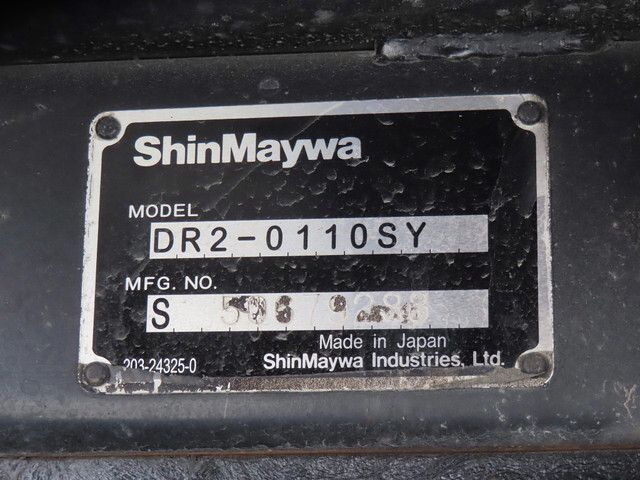 ShinMaywa
MODEL
DR2-0110SY
MFG. NO.
S
Made in Japan
203-24325-0
ShinMaywa Industries, Ltd.